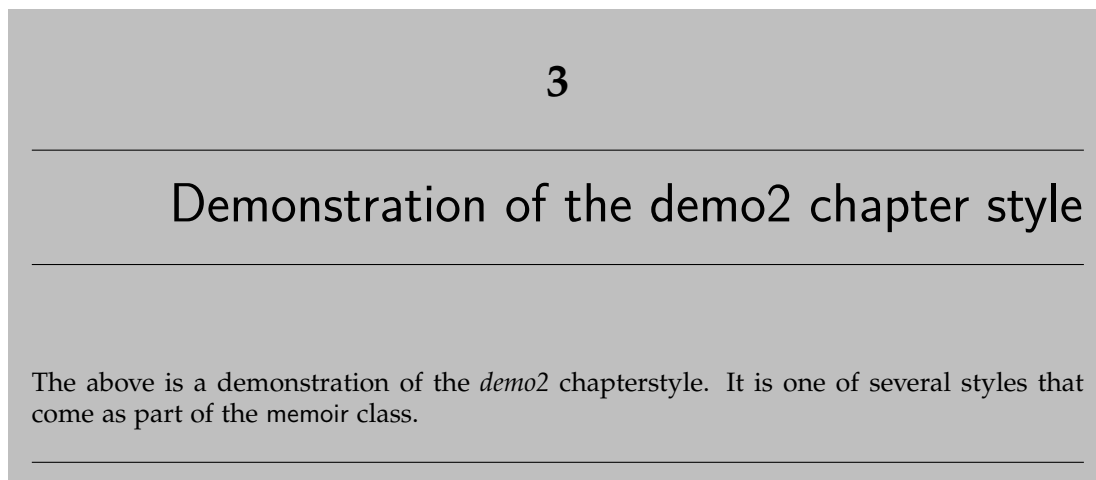 3
Demonstration of the demo2 chapter style
The above is a demonstration of the demo2 chapterstyle. It is one of several styles that
come as part of the memoir class.